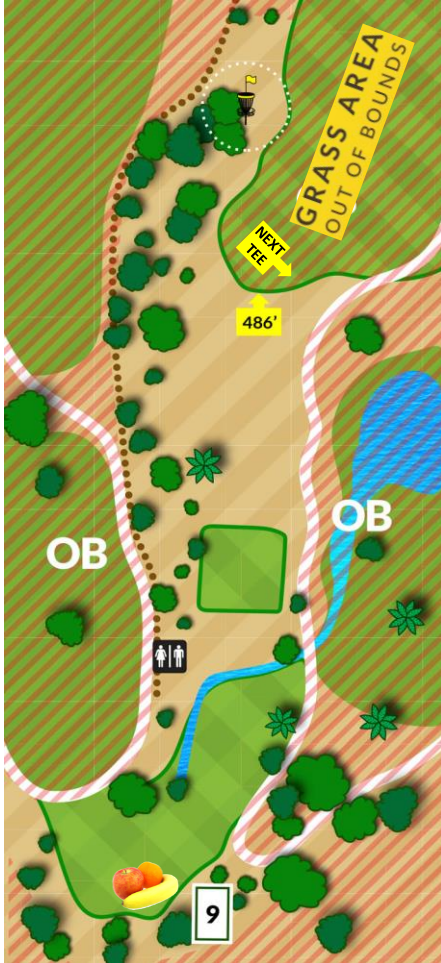 GRASS AREA
OUT OF BOUNDS
NEXT
TEE
486’
OB
OB
9